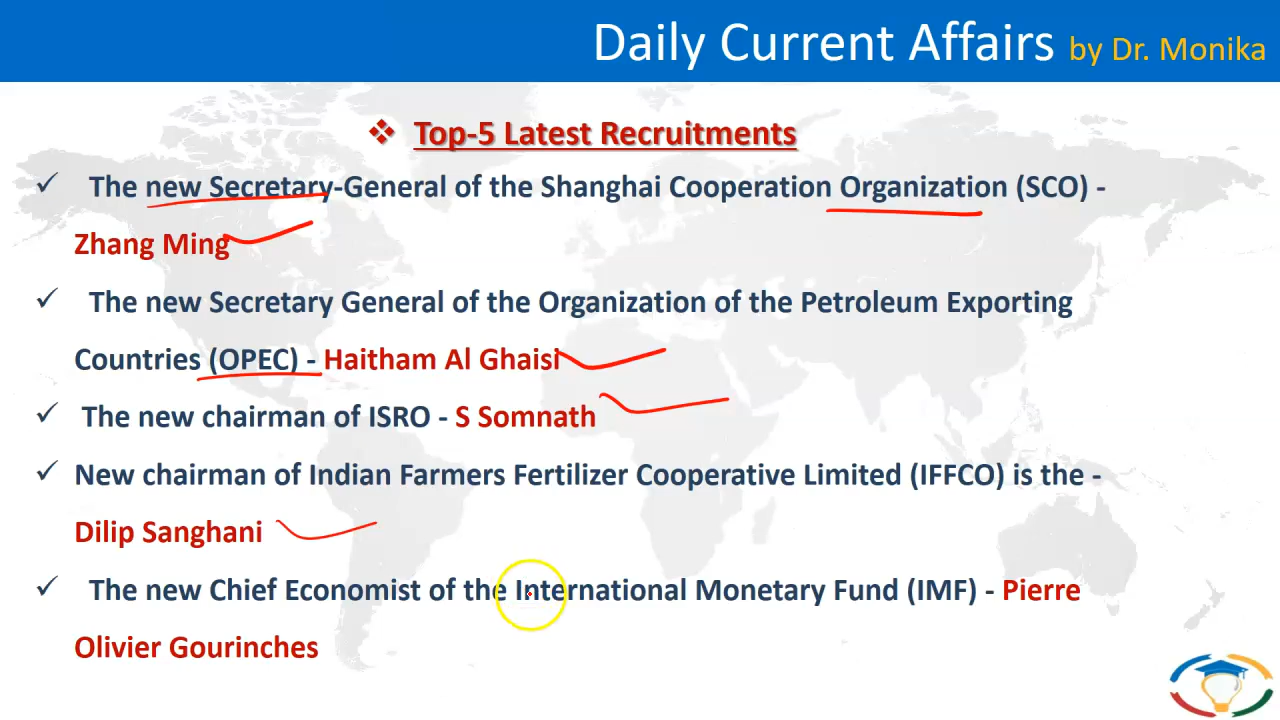 Daily Current Affairs by Dr. Monika
Top-5 Latest Recruitments
The new Secretary-General of the Shanghai Cooperation Organization (SCO) -
Zhang Ming
The new Secretary General of the Organization of the Petroleum Exporting
Countries (OPEC) - Haitham Al Ghaisi
The new chairman of ISRO - S Somnath
New chairman of Indian Farmers Fertilizer Cooperative Limited (IFFCO) is the -
Dilip Sanghani
The new Chief Economist of the International Monetary Fund (IMF) - Pierre
Olivier Gourinches